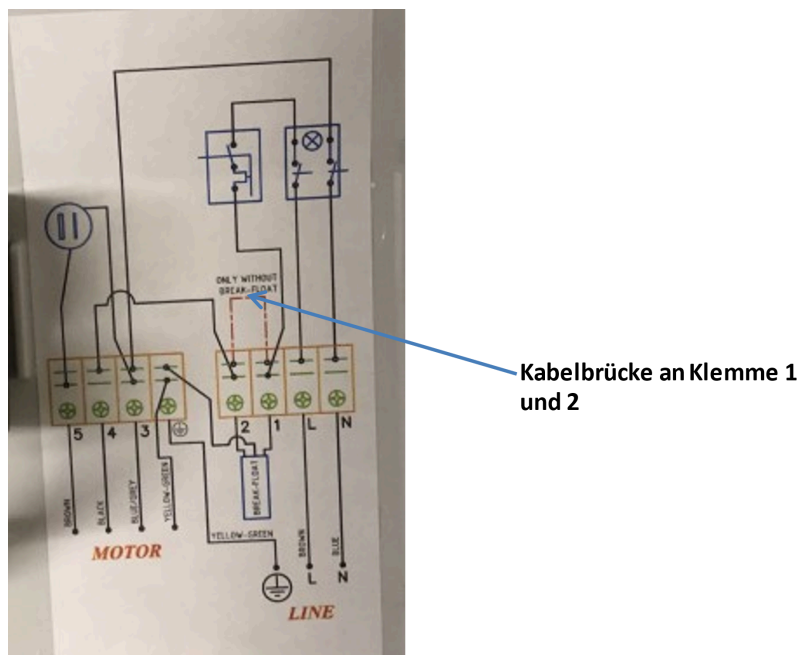 ONLY WITHOUT
BREAK-FLOAT
Kabelbrücke an Klemme 1
und 2
5 4 3 2 1 L N
BROWN
BLACK
BLUE/GREY
YELLOW-GREEN
BREAK-FLOAT
YELLOW-GREEN
BROWN
BLUE
MOTOR
L N
LINE